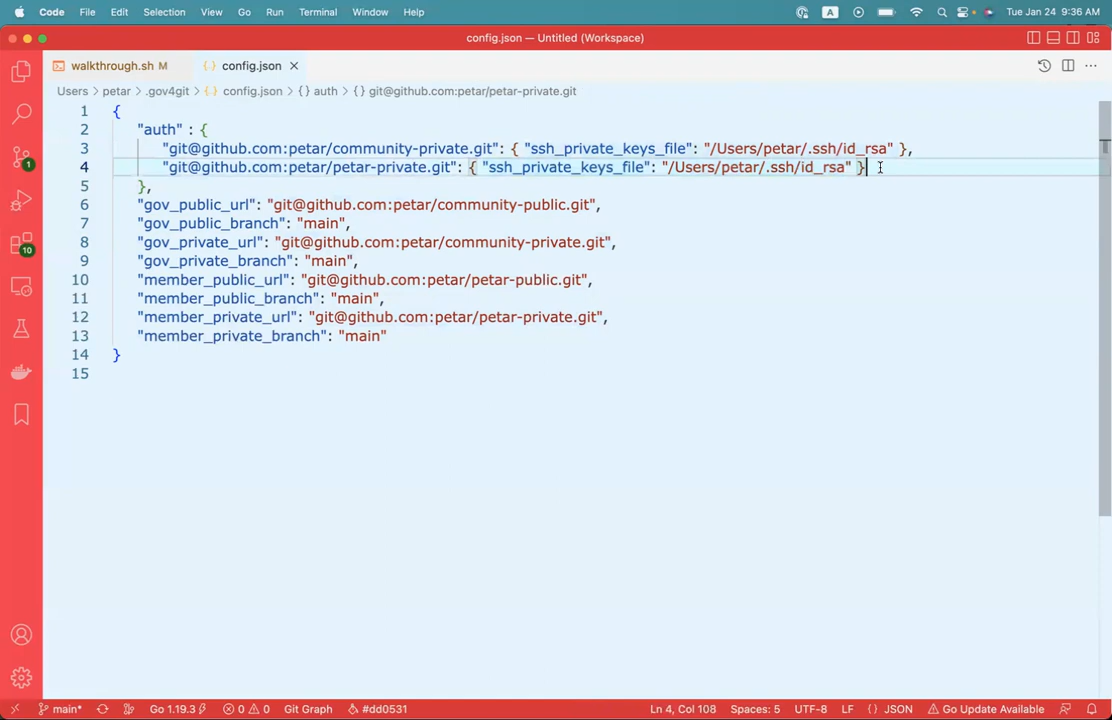 Code File Edit Selection View Go Run Terminal Window Help A Tue Jan 24 9:36 AM
config.json — Untitled (Workspace)
walkthrough.sh M {} config.json
Users > petar > .gov4git > {} config.json > {} auth > {} git@github.com:petar/petar-private.git
1 {
2 "auth" : {
3 "git@github.com:petar/community-private.git": { "ssh_private_keys_file": "/Users/petar/.ssh/id_rsa" },
4 "git@github.com:petar/petar-private.git": { "ssh_private_keys_file": "/Users/petar/.ssh/id_rsa" }
5 },
6 "gov_public_url": "git@github.com:petar/community-public.git",
7 "gov_public_branch": "main",
8 "gov_private_url": "git@github.com:petar/community-private.git",
9 "gov_private_branch": "main",
10 "member_public_url": "git@github.com:petar/petar-public.git",
11 "member_public_branch": "main",
12 "member_private_url": "git@github.com:petar/petar-private.git",
13 "member_private_branch": "main"
14 }
15
1
10
main* Go 1.19.3 0 0 Git Graph #dd0531 Ln 4, Col 108 Spaces: 5 UTF-8 LF {} JSON Go Update Available